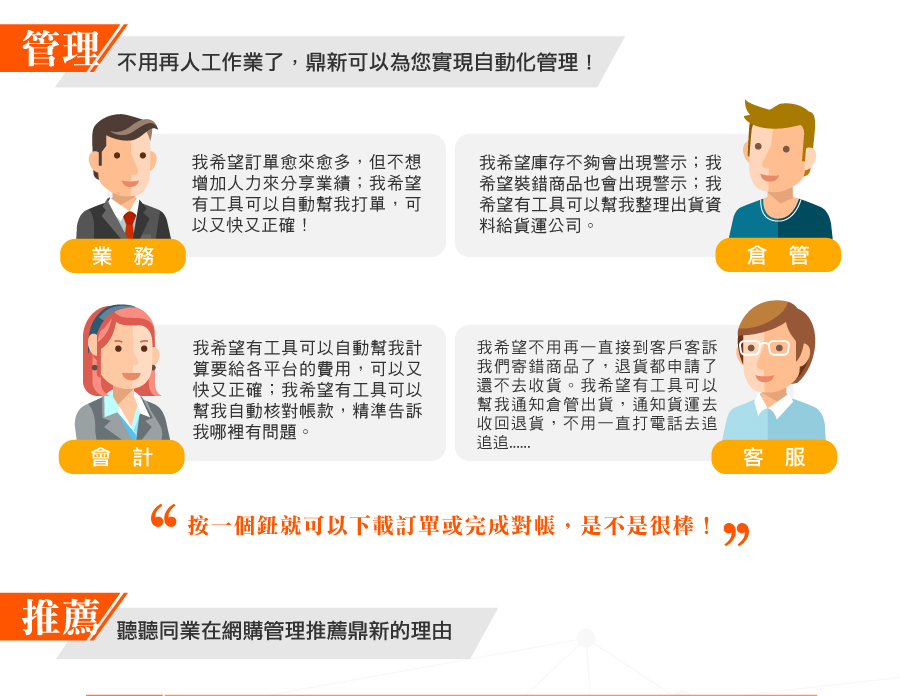 管理
不用再人工作業了，鼎新可以為您實現自動化管理！
我希望訂單愈來愈多，但不想
增加人力來分享業績；我希望
有工具可以自動幫我打單，可
以又快又正確！
業 務
我希望庫存不夠會出現警示；我
希望裝錯商品也會出現警示；我
希望有工具可以幫我整理出貨資
料給貨運公司。
倉 管
我希望有工具可以自動幫我計
算要給各平台的費用，可以又
快又正確；我希望有工具可以
幫我自動核對帳款，精準告訴
我哪裡有問題。
會 計
我希望不用再一直接到客戶客訴
我們寄錯商品了，退貨都申請了
還不去收貨。我希望有工具可以
幫我通知倉管出貨，通知貨運去
收回退貨，不用一直打電話去追
追追......
客 服
“按一個鈕就可以下載訂單或完成對帳，是不是很棒！”
推薦
聽聽同業在網購管理推薦鼎新的理由